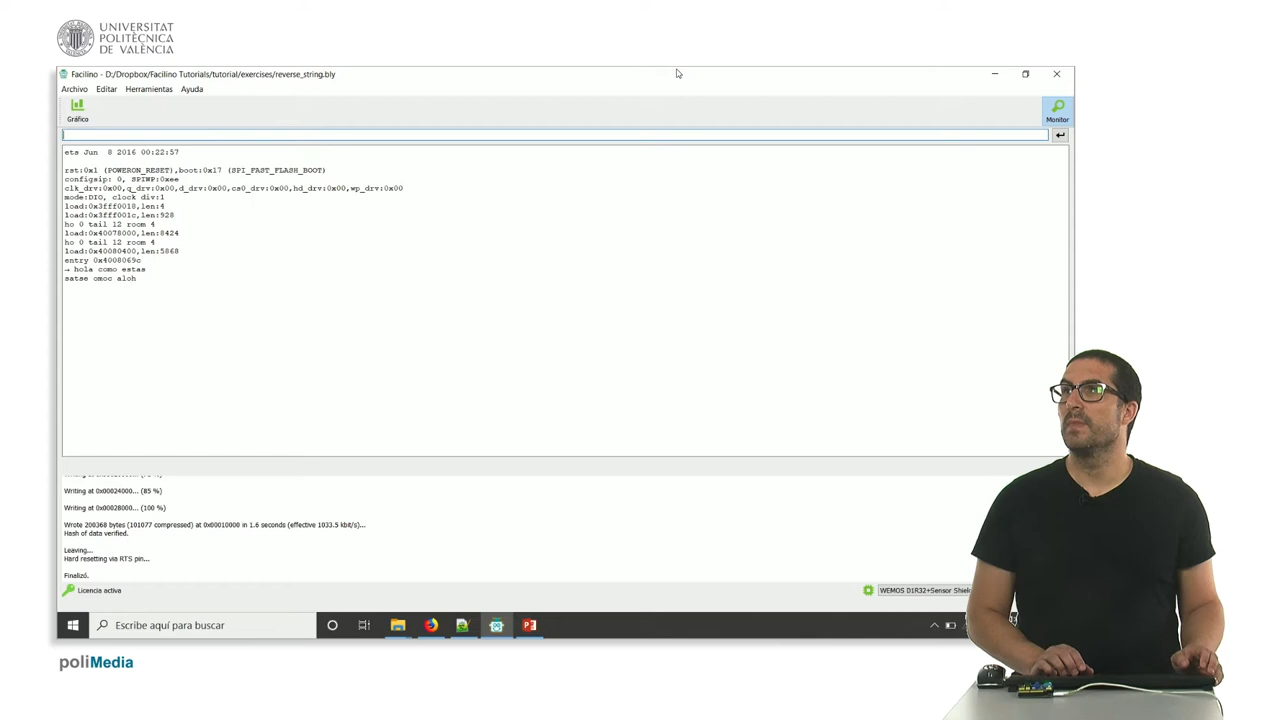 UNIVERSITAT
POLITÈCNICA
DE VALÈNCIA
Facilino - D:/Dropbox/Facilino Tutorials/tutorial/exercises/reverse_string.bly
Archivo Editar Herramientas Ayuda
Gráfico
Monitor
ets Jun 8 2016 00:22:57
rst:0x1 (POWERON_RESET),boot:0x17 (SPI_FAST_FLASH_BOOT)
configsip: 0, SPIWP:0xee
clk_drv:0x00,q_drv:0x00,d_drv:0x00,cs0_drv:0x00,hd_drv:0x00,wp_drv:0x00
mode:DIO, clock div:1
load:0x3fff0018,len:4
load:0x3fff001c,len:928
ho 0 tail 12 room 4
load:0x40078000,len:8424
ho 0 tail 12 room 4
load:0x40080400,len:5868
entry 0x4008069c
→ hola como estas
satse omoc aloh
Writing at 0x00024000... (85 %)
Writing at 0x00028000... (100 %)
Wrote 200368 bytes (101077 compressed) at 0x00010000 in 1.6 seconds (effective 1033.5 kbit/s)...
Hash of data verified.
Leaving...
Hard resetting via RTS pin...
Finalizó.
Licencia activa
WEMOS D1R32+Sensor Shield
Escribe aquí para buscar
poliMedia